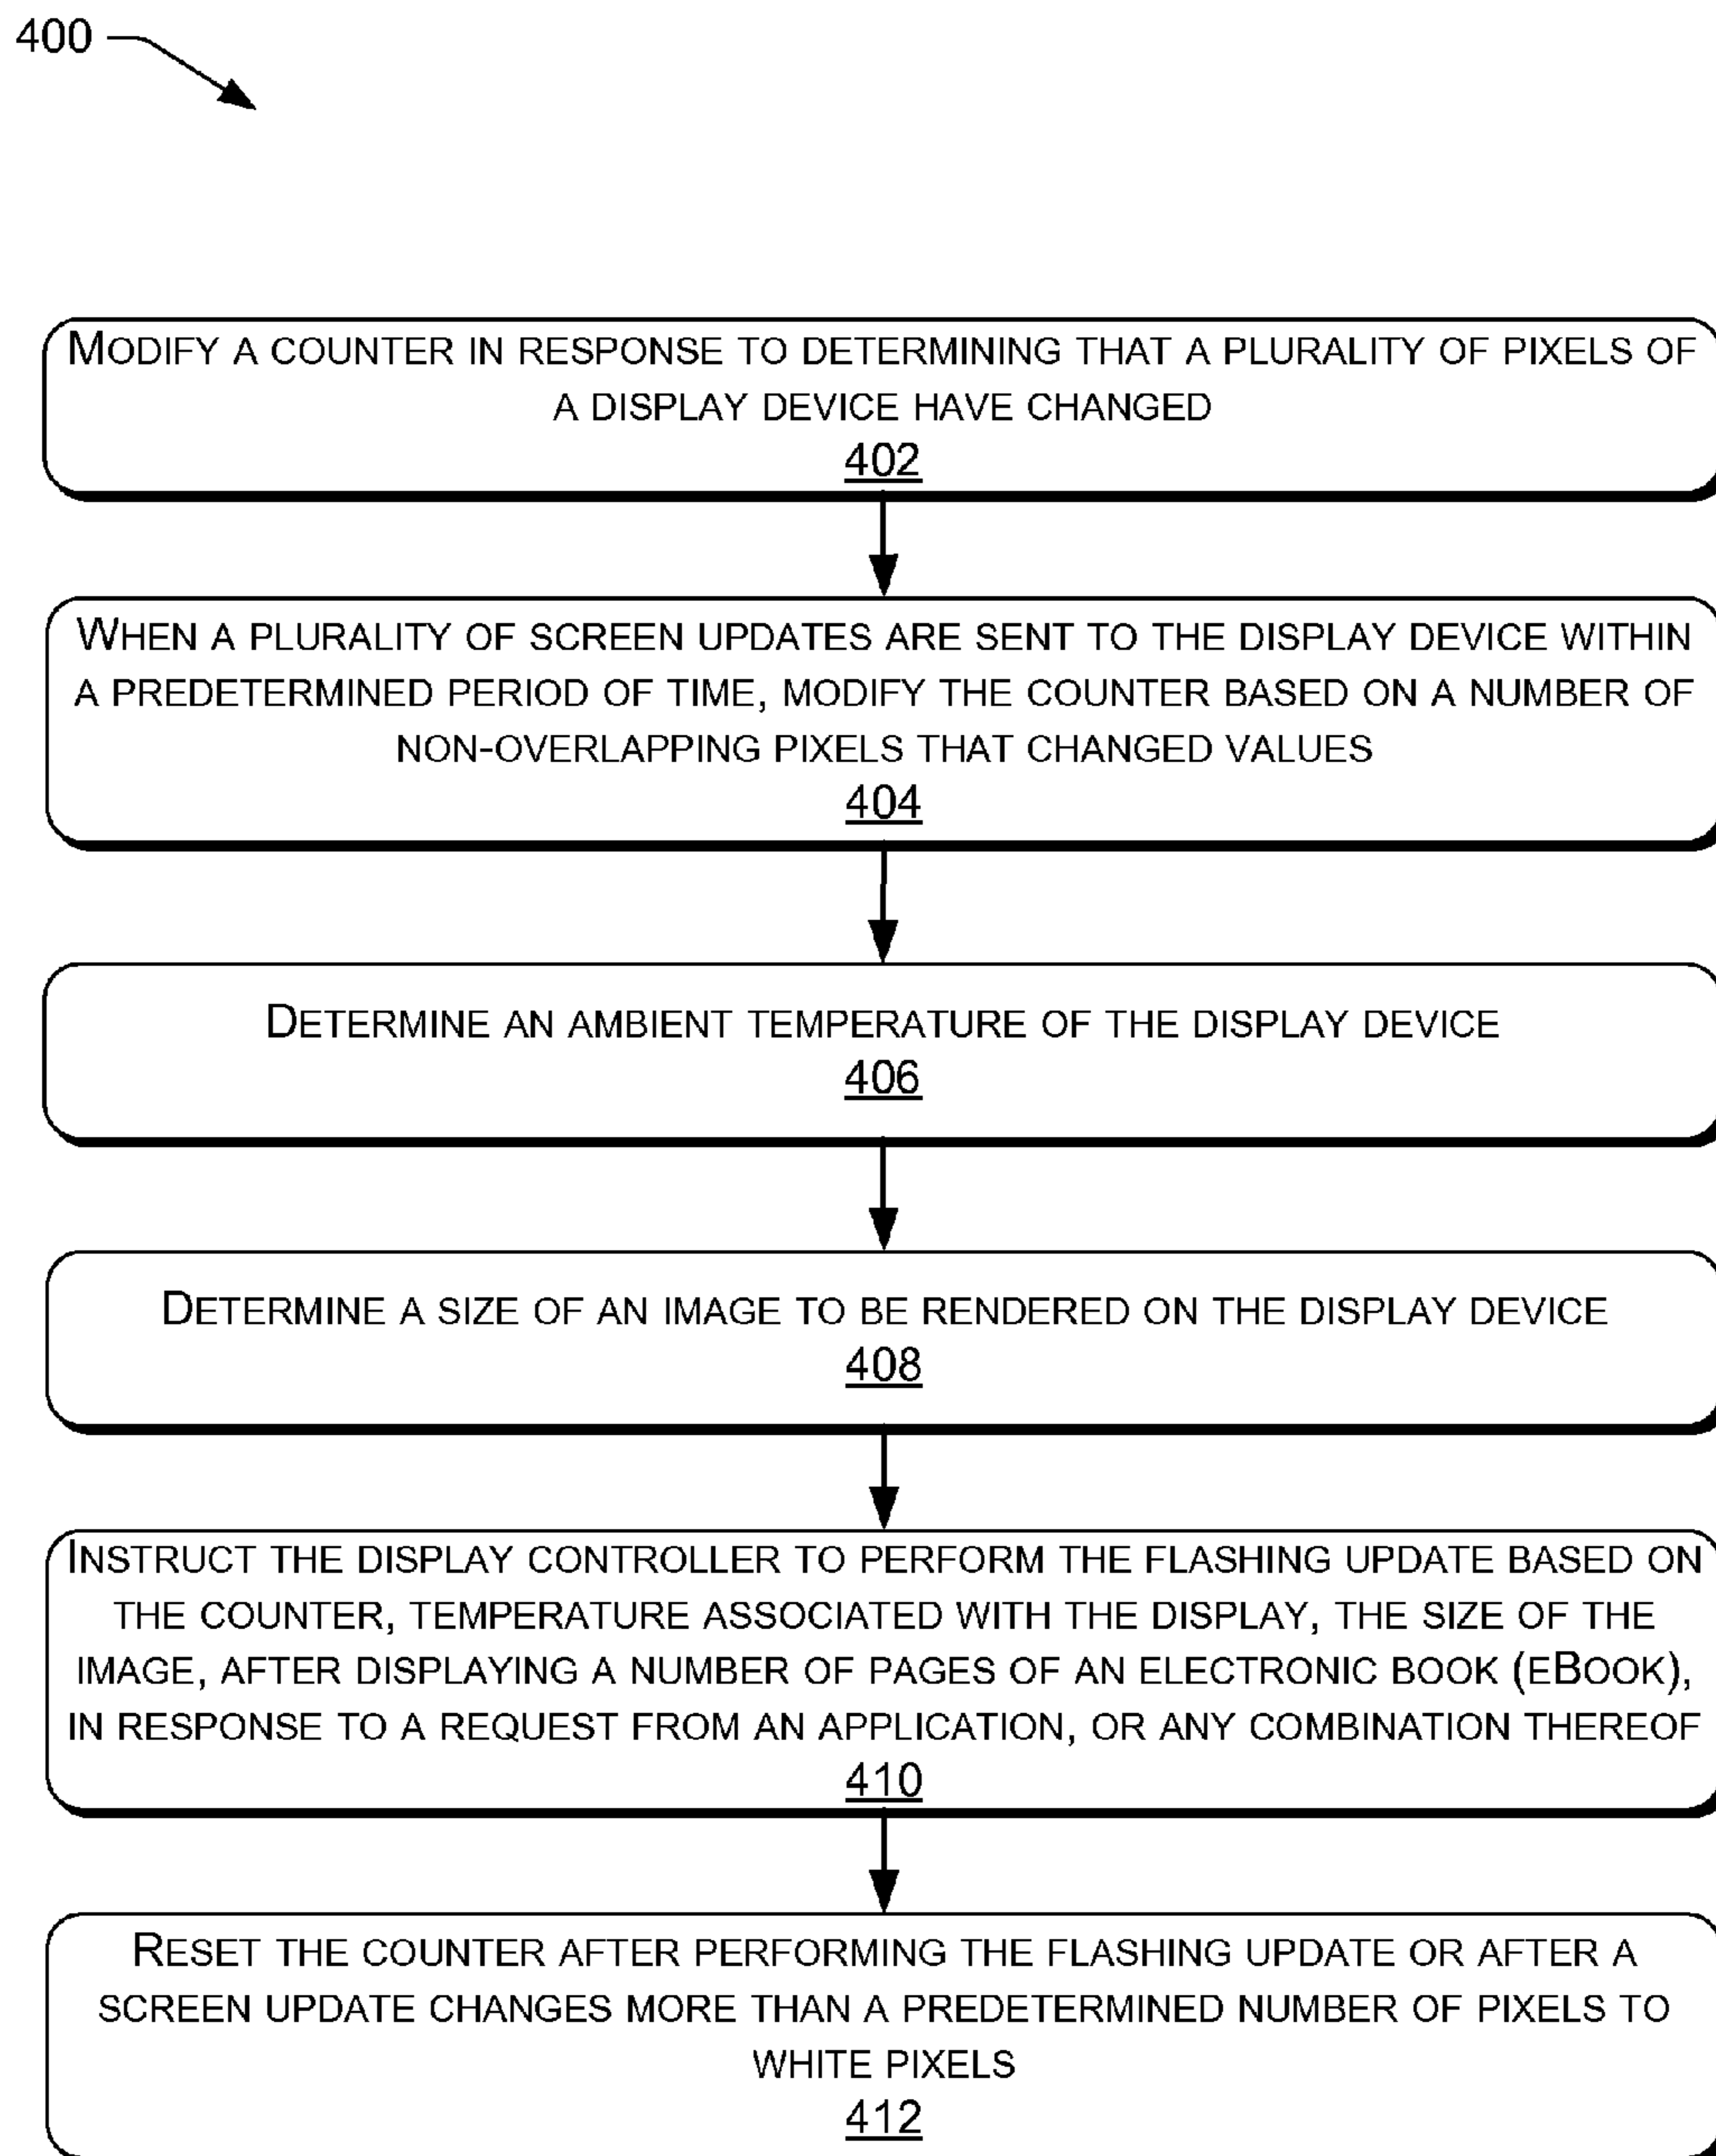 400
MODIFY A COUNTER IN RESPONSE TO DETERMINING THAT A PLURALITY OF PIXELS OF
A DISPLAY DEVICE HAVE CHANGED
402
WHEN A PLURALITY OF SCREEN UPDATES ARE SENT TO THE DISPLAY DEVICE WITHIN
A PREDETERMINED PERIOD OF TIME, MODIFY THE COUNTER BASED ON A NUMBER OF
NON-OVERLAPPING PIXELS THAT CHANGED VALUES
404
DETERMINE AN AMBIENT TEMPERATURE OF THE DISPLAY DEVICE
406
DETERMINE A SIZE OF AN IMAGE TO BE RENDERED ON THE DISPLAY DEVICE
408
INSTRUCT THE DISPLAY CONTROLLER TO PERFORM THE FLASHING UPDATE BASED ON
THE COUNTER, TEMPERATURE ASSOCIATED WITH THE DISPLAY, THE SIZE OF THE
IMAGE, AFTER DISPLAYING A NUMBER OF PAGES OF AN ELECTRONIC BOOK (EBOOK),
IN RESPONSE TO A REQUEST FROM AN APPLICATION, OR ANY COMBINATION THEREOF
410
RESET THE COUNTER AFTER PERFORMING THE FLASHING UPDATE OR AFTER A
SCREEN UPDATE CHANGES MORE THAN A PREDETERMINED NUMBER OF PIXELS TO
WHITE PIXELS
412